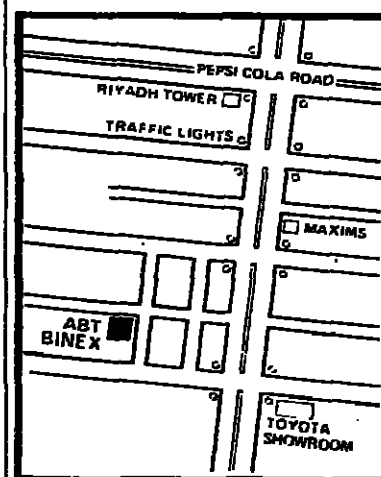 PEPSI COLA ROAD
RIYADH TOWER
TRAFFIC LIGHTS
MAXIMS
ABT
BINEX
TOYOTA
SHOWROOM